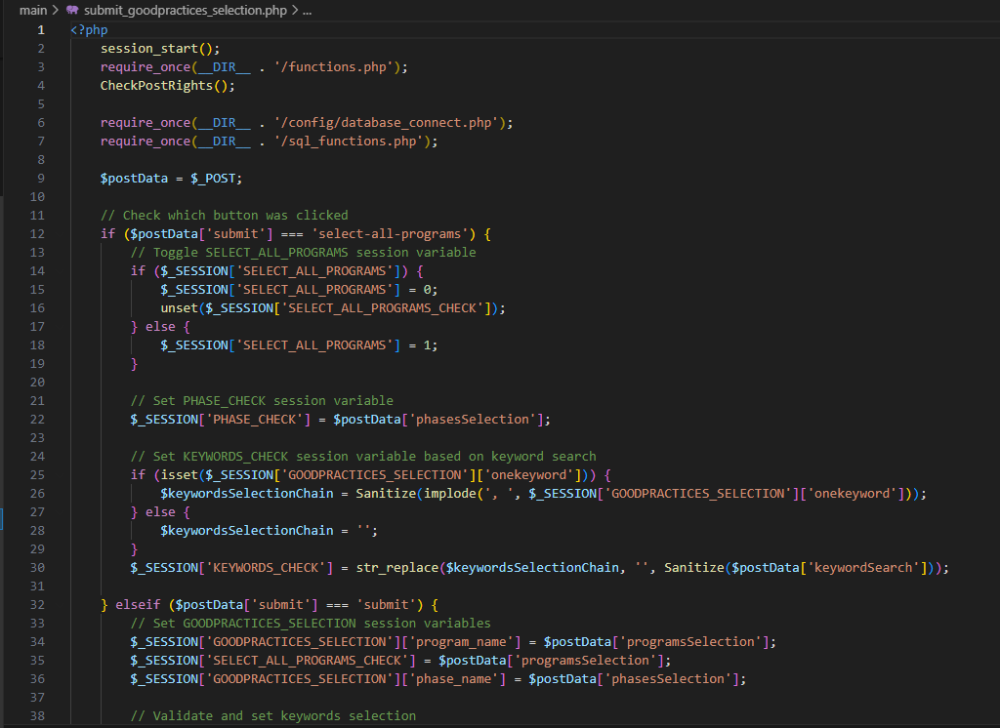 main > submit_goodpractices_selection.php > ...
1 <?php
2 session_start();
3 require_once(__DIR__ . '/functions.php');
4 CheckPostRights();
5
6 require_once(__DIR__ . '/config/database_connect.php');
7 require_once(__DIR__ . '/sql_functions.php');
8
9 $postData = $_POST;
10
11 // Check which button was clicked
12 if ($postData['submit'] === 'select-all-programs') {
13 // Toggle SELECT_ALL_PROGRAMS session variable
14 if ($_SESSION['SELECT_ALL_PROGRAMS']) {
15 $_SESSION['SELECT_ALL_PROGRAMS'] = 0;
16 unset($_SESSION['SELECT_ALL_PROGRAMS_CHECK']);
17 } else {
18 $_SESSION['SELECT_ALL_PROGRAMS'] = 1;
19 }
20
21 // Set PHASE_CHECK session variable
22 $_SESSION['PHASE_CHECK'] = $postData['phasesSelection'];
23
24 // Set KEYWORDS_CHECK session variable based on keyword search
25 if (isset($_SESSION['GOODPRACTICES_SELECTION']['onekeyword'])) {
26 $keywordsSelectionChain = Sanitize(implode(', ', $_SESSION['GOODPRACTICES_SELECTION']['onekeyword']));
27 } else {
28 $keywordsSelectionChain = '';
29 }
30 $_SESSION['KEYWORDS_CHECK'] = str_replace($keywordsSelectionChain, '', Sanitize($postData['keywordSearch']));
31
32 } elseif ($postData['submit'] === 'submit') {
33 // Set GOODPRACTICES_SELECTION session variables
34 $_SESSION['GOODPRACTICES_SELECTION']['program_name'] = $postData['programsSelection'];
35 $_SESSION['SELECT_ALL_PROGRAMS_CHECK'] = $postData['programsSelection'];
36 $_SESSION['GOODPRACTICES_SELECTION']['phase_name'] = $postData['phasesSelection'];
37
38 // Validate and set keywords selection